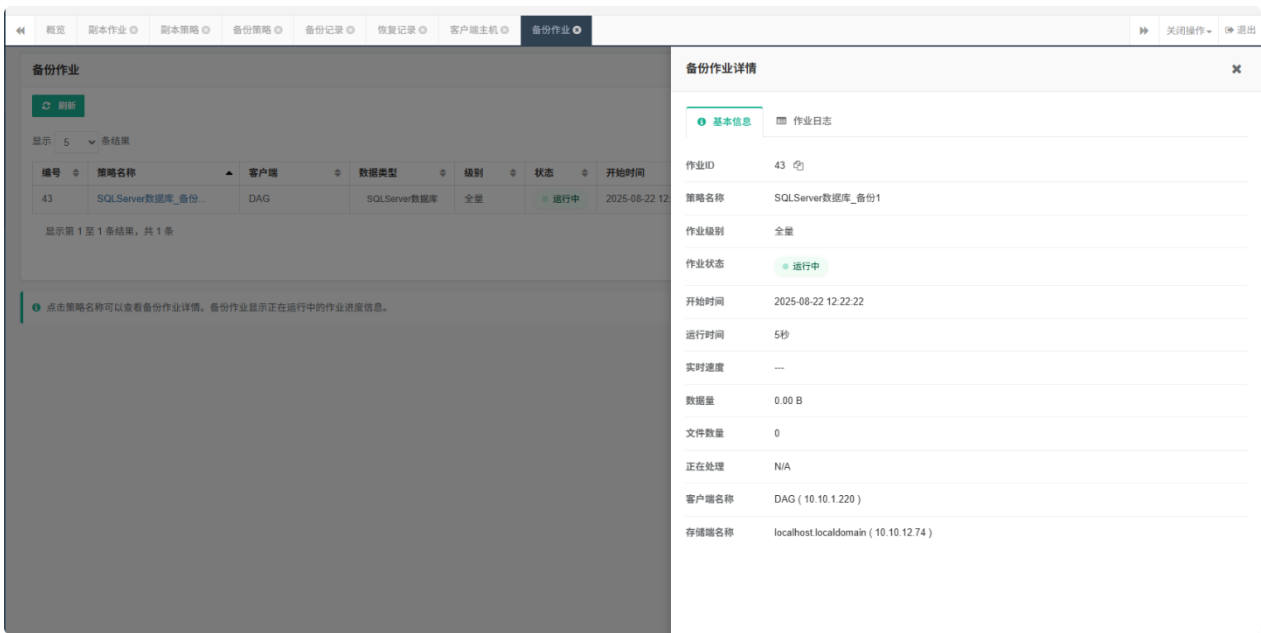 概览 副本作业 副本策略 备份策略 备份记录 恢复记录 客户端主机 备份作业 关闭操作 退出
备份作业
刷新
显示 5 条结果
编号 策略名称 客户端 数据类型 级别 状态 开始时间
43 SQLServer数据库_备份... DAG SQLServer数据库 全量 运行中 2025-08-22 12:
显示第 1 至 1 条结果，共 1 条
点击策略名称可以查看备份作业详情。备份作业显示正在运行中的作业进度信息。
备份作业详情
基本信息 作业日志
作业ID 43
策略名称 SQLServer数据库_备份1
作业级别 全量
作业状态 运行中
开始时间 2025-08-22 12:22:22
运行时间 5秒
实时速度 ---
数据量 0.00 B
文件数量 0
正在处理 N/A
客户端名称 DAG ( 10.10.1.220 )
存储端名称 localhost.localdomain ( 10.10.12.74 )